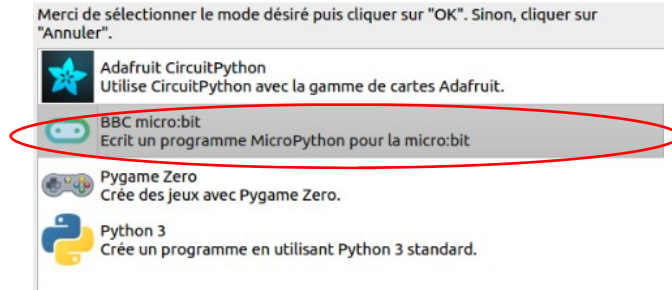 Merci de sélectionner le mode désiré puis cliquer sur "OK". Sinon, cliquer sur
"Annuler".
Adafruit CircuitPython
Utilise CircuitPython avec la gamme de cartes Adafruit.
BBC micro:bit
Ecrit un programme MicroPython pour la micro:bit
Pygame Zero
Crée des jeux avec Pygame Zero.
Python 3
Crée un programme en utilisant Python 3 standard.